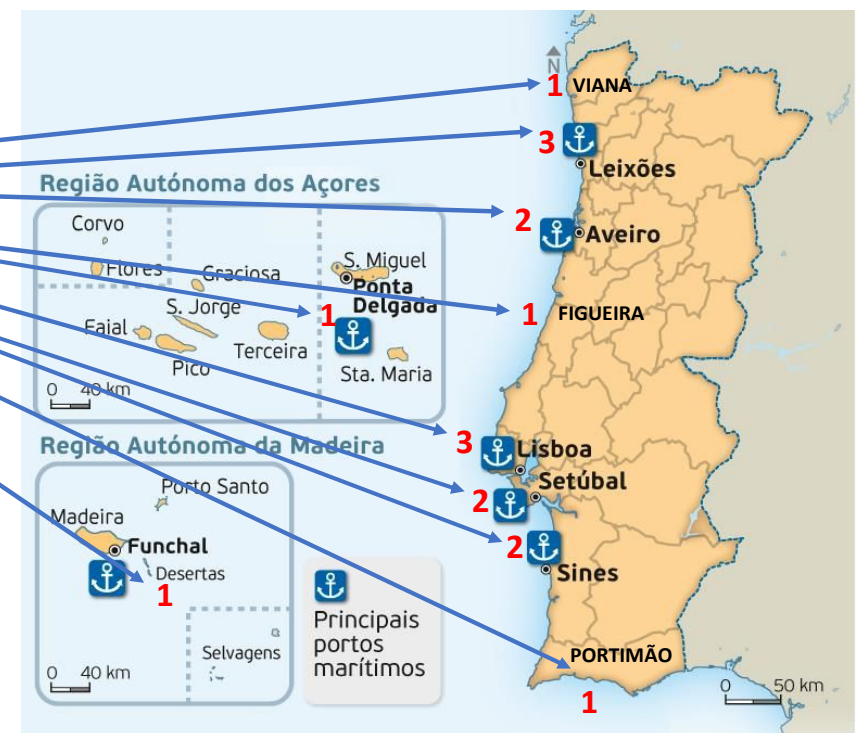 N
1 VIANA
3
Leixões
Região Autónoma dos Açores
Corvo
Flores
Graciosa
S. Jorge
Faial
Pico
Terceira
S. Miguel
Ponta
Delgada
1
Sta. Maria
0 40 km
2
Aveiro
1 FIGUEIRA
3
Lisboa
Setúbal
2
2
Sines
PORTIMÃO
1
0 50 km
Região Autónoma da Madeira
Porto Santo
Madeira
Funchal
Desertas
1
Selvagens
0 40 km
Principais
portos
marítimos